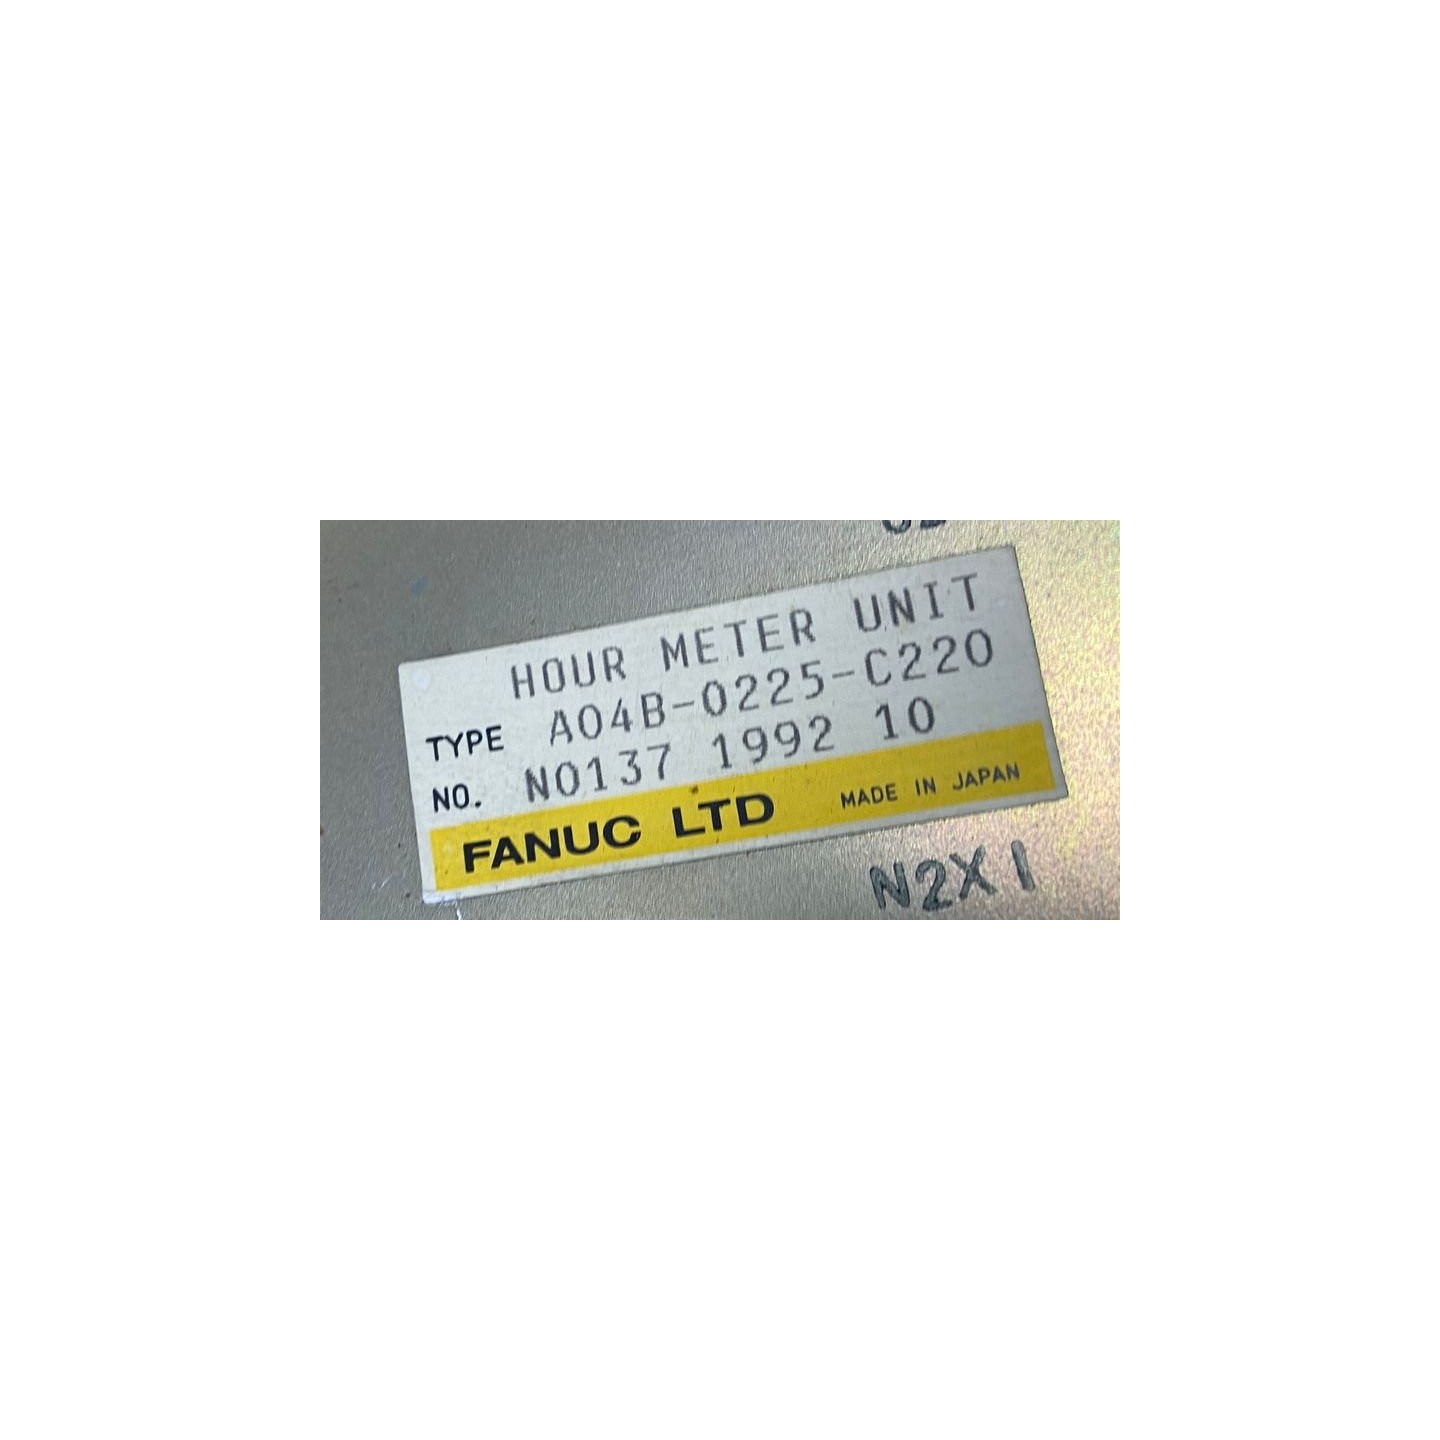 HOUR METER UNIT
TYPE A04B-0225-C220
NO. N0137 1992 10
FANUC LTD MADE IN JAPAN
N2X1